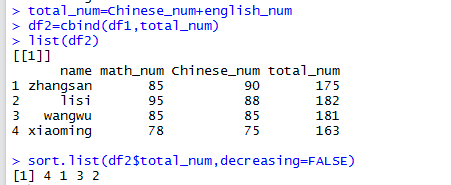 > total_num=Chinese_num+english_num
> df2=cbind(df1,total_num)
> list(df2)
[[1]]
      name math_num Chinese_num total_num
1 zhangsan       85          90       175
2     lisi       95          88       182
3   wangwu       85          85       181
4 xiaoming       78          75       163

> sort.list(df2$total_num,decreasing=FALSE)
[1] 4 1 3 2